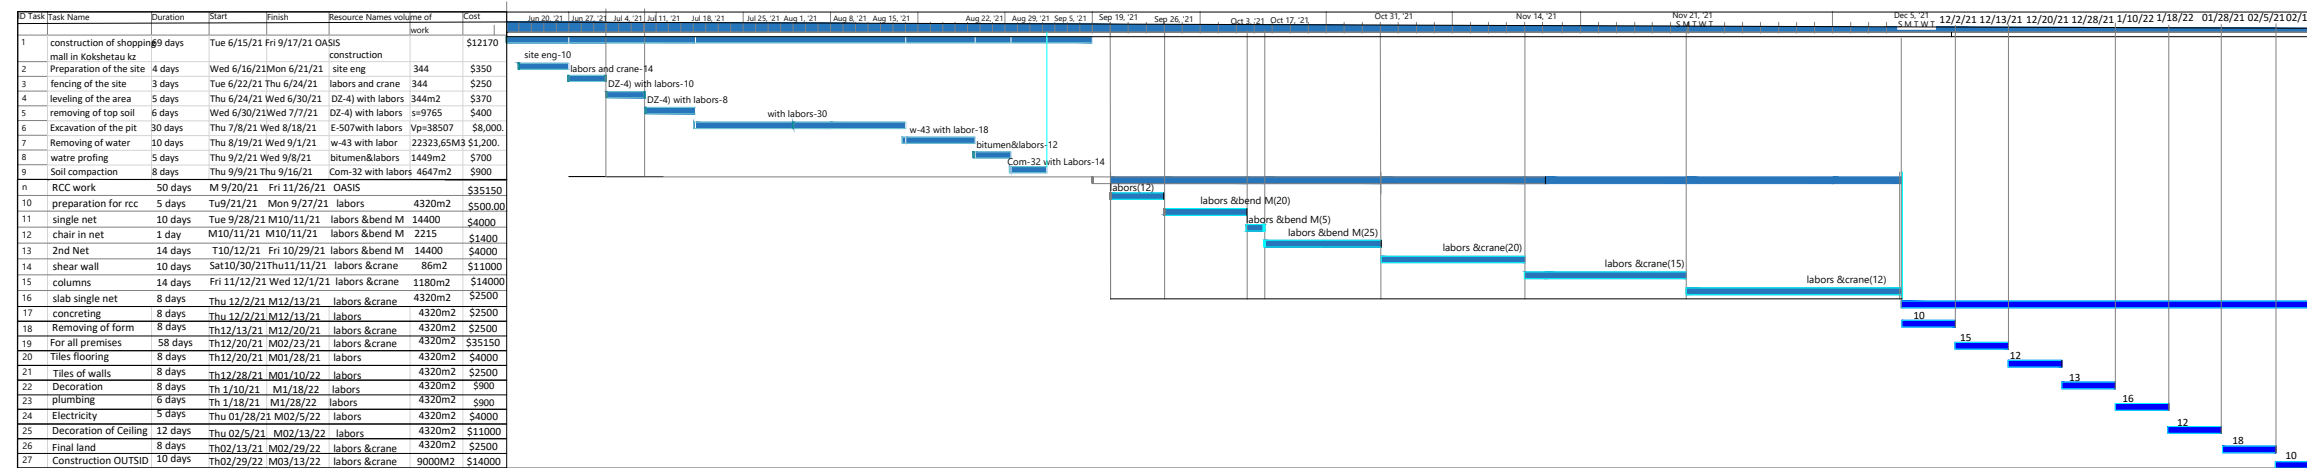 ID Task Task Name Duration Start Finish Resource Names volume of work Cost
1 construction of shopping mall in Kokshetau kz 69 days Tue 6/15/21 Fri 9/17/21 OASIS construction $12170
2 Preparation of the site 4 days Wed 6/16/21 Mon 6/21/21 site eng 344 $350
3 fencing of the site 3 days Tue 6/22/21 Thu 6/24/21 labors and crane 344 $250
4 leveling of the area 5 days Thu 6/24/21 Wed 6/30/21 DZ-4) with labors 344m2 $370
5 removing of top soil 6 days Wed 6/30/21 Wed 7/7/21 DZ-4) with labors s=9765 $400
6 Excavation of the pit 30 days Thu 7/8/21 Wed 8/18/21 E-507with labors Vp=38507 $8,000.
7 Removing of water 10 days Thu 8/19/21 Wed 9/1/21 w-43 with labor 22323,65M3 $1,200.
8 watre profing 5 days Thu 9/2/21 Wed 9/8/21 bitumen&labors 1449m2 $700
9 Soil compaction 8 days Thu 9/9/21 Thu 9/16/21 Com-32 with labors 4647m2 $900
n RCC work 50 days M 9/20/21 Fri 11/26/21 OASIS $35150
10 preparation for rcc 5 days Tu9/21/21 Mon 9/27/21 labors 4320m2 $500.00
11 single net 10 days Tue 9/28/21 M10/11/21 labors &bend M 14400 $4000
12 chair in net 1 day M10/11/21 M10/11/21 labors &bend M 2215 $1400
13 2nd Net 14 days T10/12/21 Fri 10/29/21 labors &bend M 14400 $4000
14 shear wall 10 days Sat10/30/21 Thu11/11/21 labors &crane 86m2 $11000
15 columns 14 days Fri 11/12/21 Wed 12/1/21 labors &crane 1180m2 $14000
16 slab single net 8 days Thu 12/2/21 M12/13/21 labors &crane 4320m2 $2500
17 concreting 8 days Thu 12/2/21 M12/13/21 labors 4320m2 $2500
18 Removing of form 8 days Th12/13/21 M12/20/21 labors &crane 4320m2 $2500
19 For all premises 58 days Th12/20/21 M02/23/21 labors &crane 4320m2 $35150
20 Tiles flooring 8 days Th12/20/21 M01/28/21 labors 4320m2 $4000
21 Tiles of walls 8 days Th12/28/21 M01/10/22 labors 4320m2 $2500
22 Decoration 8 days Th 1/10/21 M1/18/22 labors 4320m2 $900
23 plumbing 6 days Th 1/18/21 M1/28/22 labors 4320m2 $900
24 Electricity 5 days Thu 01/28/21 M02/5/22 labors 4320m2 $4000
25 Decoration of Ceiling 12 days Thu 02/5/21 M02/13/22 labors 4320m2 $11000
26 Final land 8 days Th02/13/21 M02/29/22 labors &crane 4320m2 $2500
27 Construction OUTSID 10 days Th02/29/22 M03/13/22 labors &crane 9000M2 $14000
Jun 20, '21 Jun 27, '21 Jul 4, '21 Jul 11, '21 Jul 18, '21 Jul 25, '21 Aug 1, '21 Aug 8, '21 Aug 15, '21 Aug 22, '21 Aug 29, '21 Sep 5, '21 Sep 19, '21 Sep 26, '21 Oct 3, '21 Oct 17, '21 Oct 31, '21 Nov 14, '21 Nov 21, '21 Dec 5, '21 12/2/21 12/13/21 12/20/21 12/28/21 1/10/22 1/18/22 01/28/21 02/5/21 02/1
S M T W T S M T W T
site eng-10
labors and crane-14
DZ-4) with labors-10
DZ-4) with labors-8
with labors-30
w-43 with labor-18
bitumen&labors-12
Com-32 with Labors-14
labors(12)
labors &bend M(20)
labors &bend M(5)
labors &bend M(25)
labors &crane(20)
labors &crane(15)
labors &crane(12)
10
15
12
13
16
12
18
10